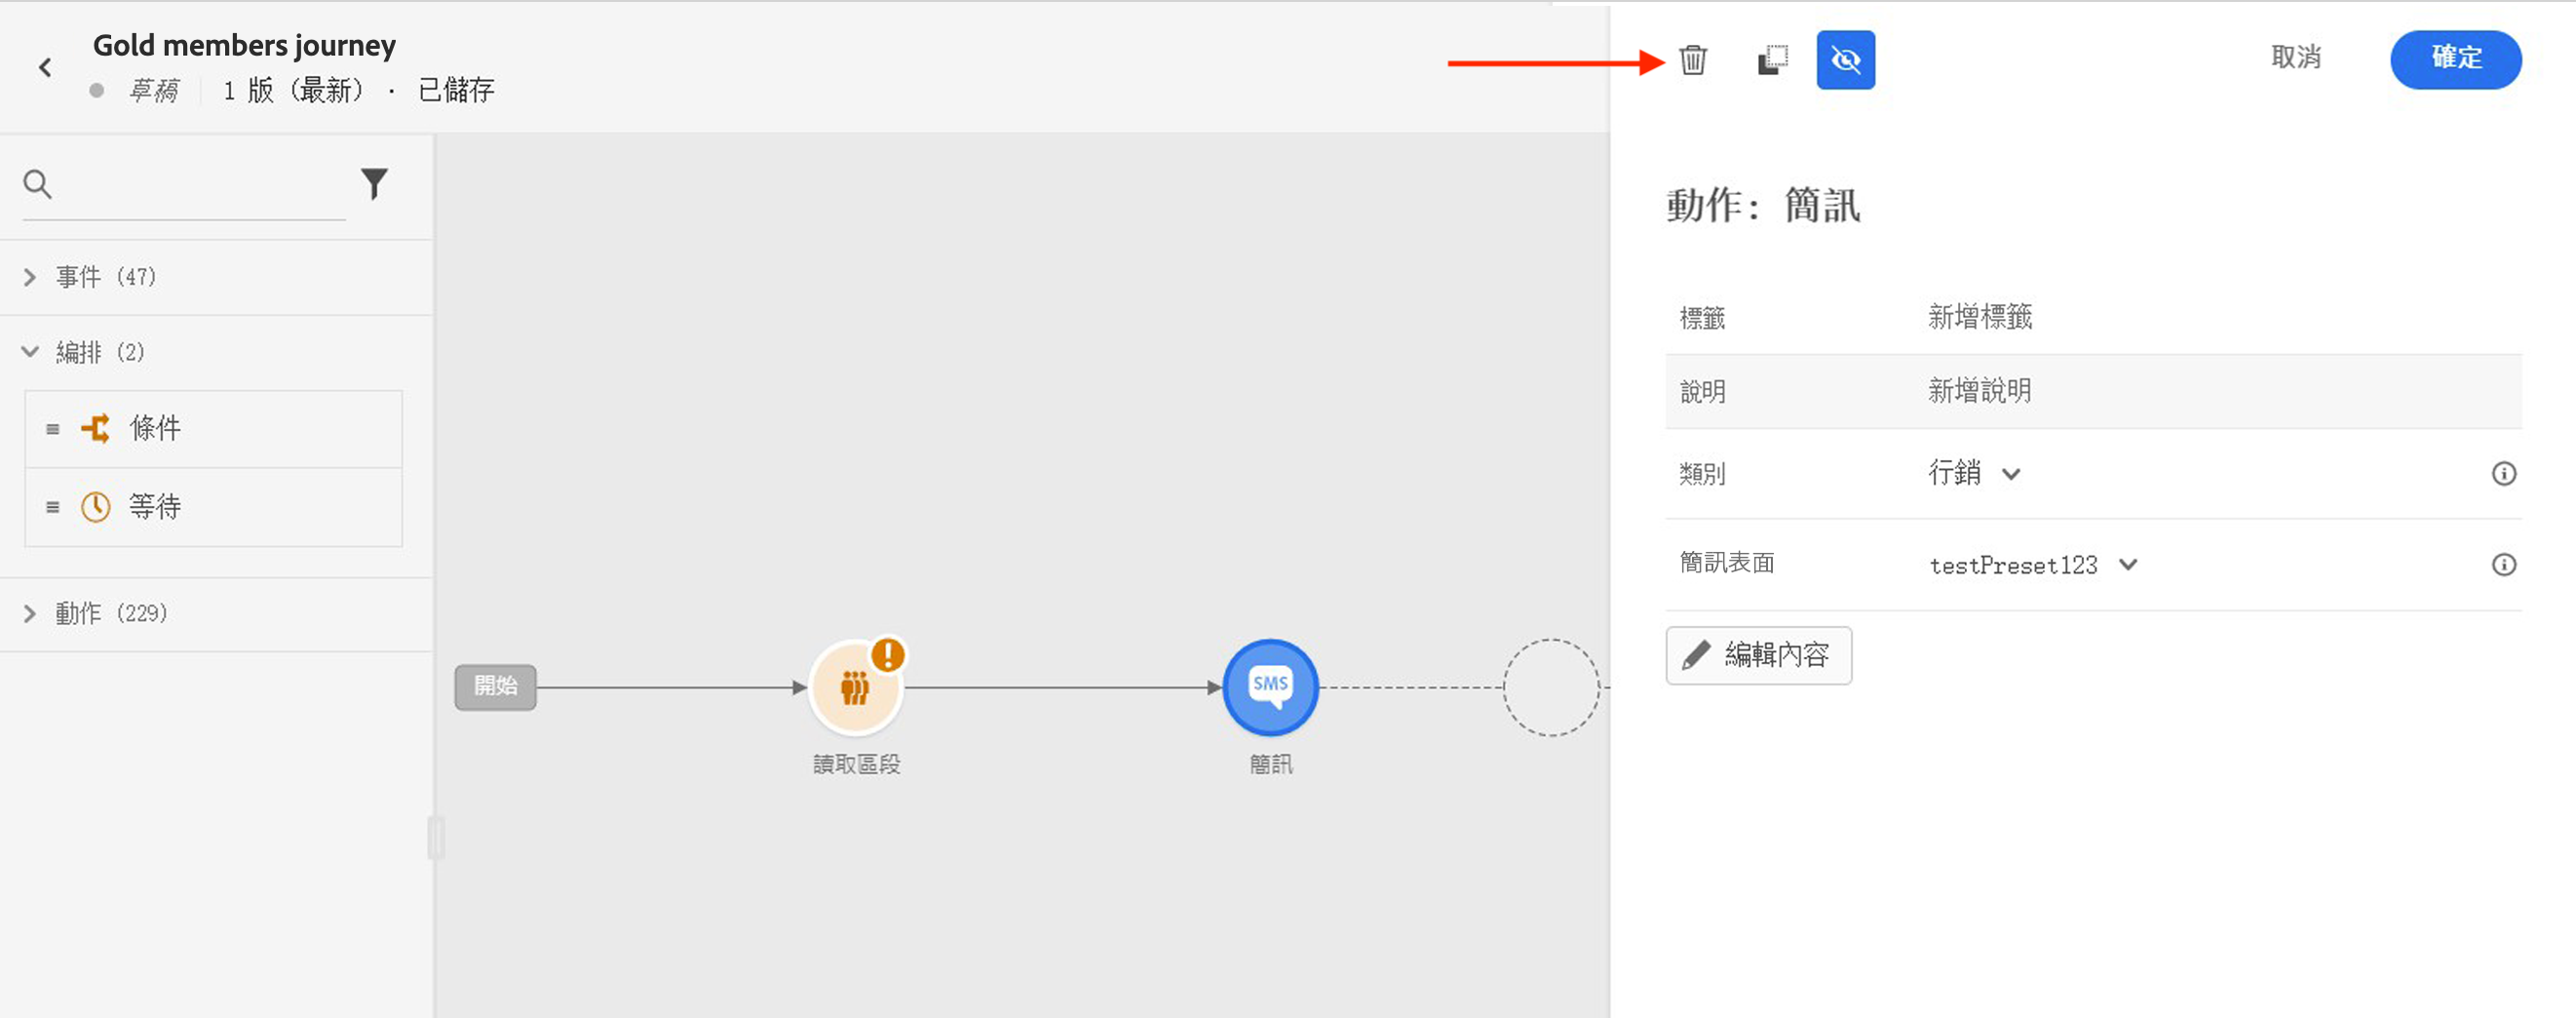 Gold members journey
草稿 1 版（最新） · 已儲存
取消
確定
事件 (47)
編排 (2)
條件
等待
動作 (229)
開始
讀取區段
SMS
簡訊
動作: 簡訊
標籤 新增標籤
說明 新增說明
類別 行銷
簡訊表面 testPreset123
編輯內容